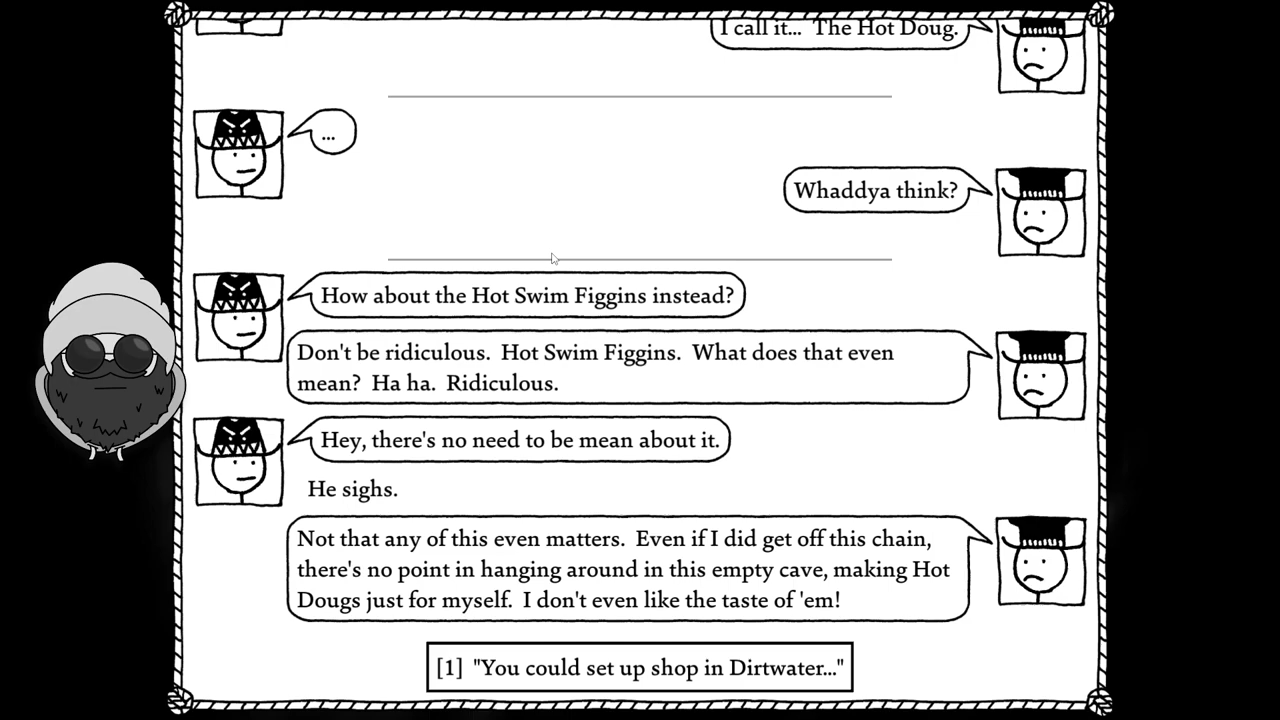 I call it...  The Hot Doug.
...
Whaddya think?
How about the Hot Swim Figgins instead?
Don't be ridiculous.  Hot Swim Figgins.  What does that even
mean?  Ha ha.  Ridiculous.
Hey, there's no need to be mean about it.
He sighs.
Not that any of this even matters.  Even if I did get off this chain,
there's no point in hanging around in this empty cave, making Hot
Dougs just for myself.  I don't even like the taste of 'em!
[1]  "You could set up shop in Dirtwater..."